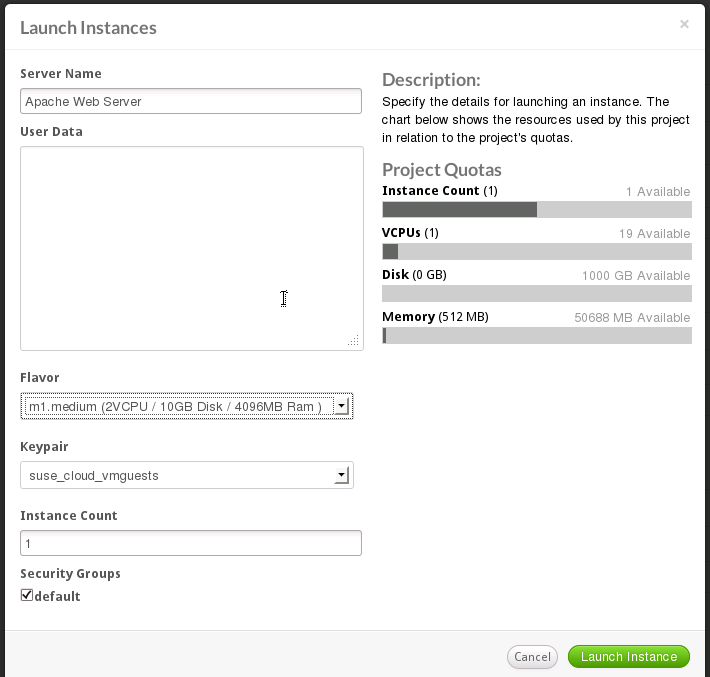 Launch Instances
×
Server Name
Apache Web Server
User Data
Flavor
m1.medium (2VCPU / 10GB Disk / 4096MB Ram )
Keypair
suse_cloud_vmguests
Instance Count
1
Security Groups
default
Description:
Specify the details for launching an instance. The
chart below shows the resources used by this project
in relation to the project's quotas.
Project Quotas
Instance Count (1) 1 Available
VCPUs (1) 19 Available
Disk (0 GB) 1000 GB Available
Memory (512 MB) 50688 MB Available
Cancel Launch Instance